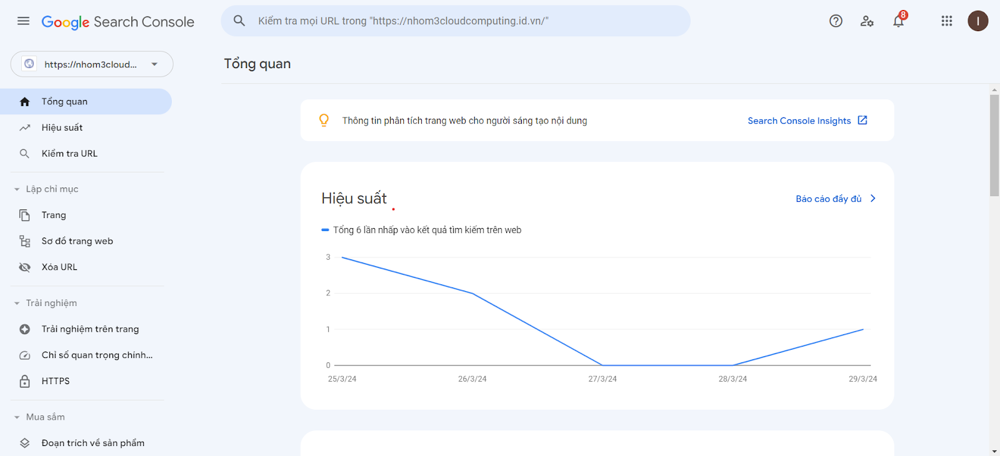 Google Search Console
Kiểm tra mọi URL trong "https://nhom3cloudcomputing.id.vn/"
8
I
https://nhom3cloud...
Tổng quan
Hiệu suất
Kiểm tra URL
Lập chỉ mục
Trang
Sơ đồ trang web
Xóa URL
Trải nghiệm
Trải nghiệm trên trang
Chỉ số quan trọng chính...
HTTPS
Mua sắm
Đoạn trích về sản phẩm
Tổng quan
Thông tin phân tích trang web cho người sáng tạo nội dung
Search Console Insights
Hiệu suất
Báo cáo đầy đủ
Tổng 6 lần nhấp vào kết quả tìm kiếm trên web
3
2
1
0
25/3/24
26/3/24
27/3/24
28/3/24
29/3/24